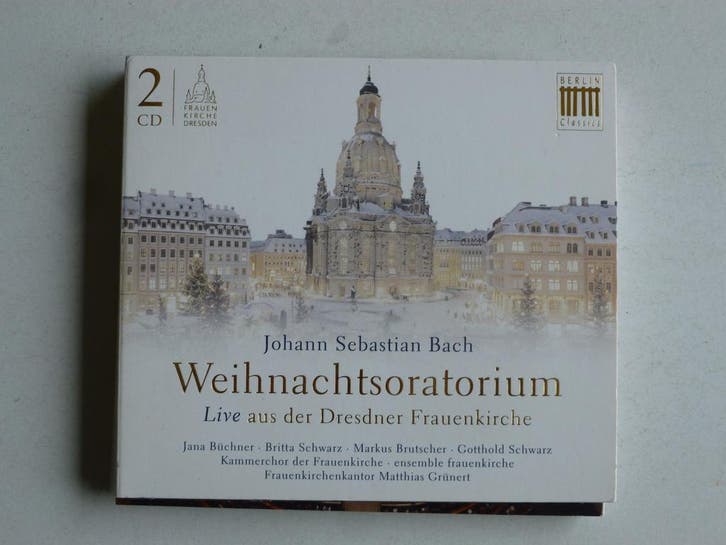 2
CD
FRAUEN
KIRCHE
DRESDEN
BERLIN
Classics
Johann Sebastian Bach
Weihnachtsoratorium
Live aus der Dresdner Frauenkirche
Jana Büchner · Britta Schwarz · Markus Brutscher · Gotthold Schwarz
Kammerchor der Frauenkirche · ensemble frauenkirche
Frauenkirchenkantor Matthias Grünert